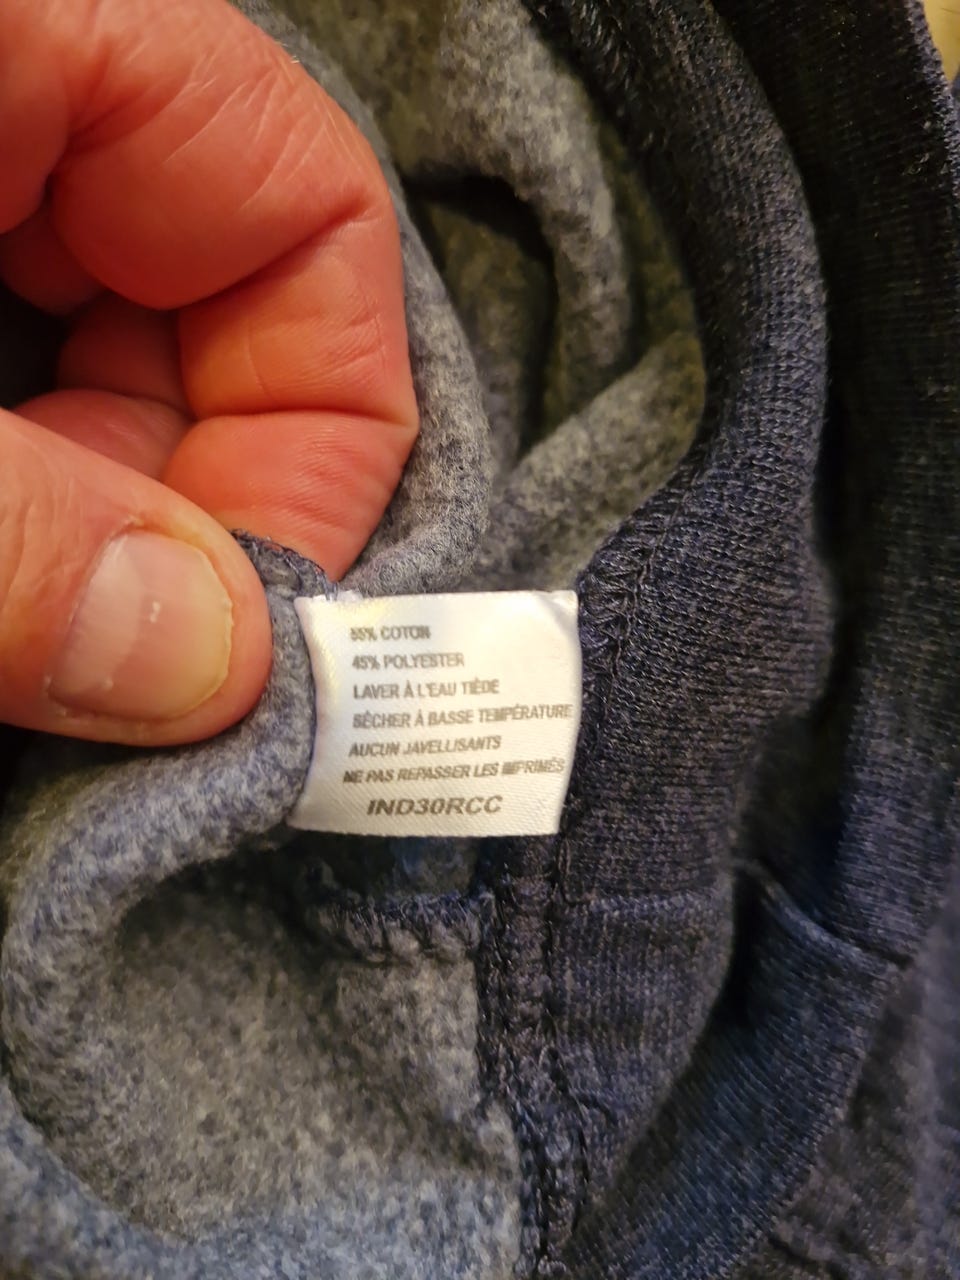 55% COTON
45% POLYESTER
LAVER À L'EAU TIÈDE
SÉCHER À BASSE TEMPÉRATURE
AUCUN JAVELLISANTS
NE PAS REPASSER LES IMPRIMÉS
IND30RCC